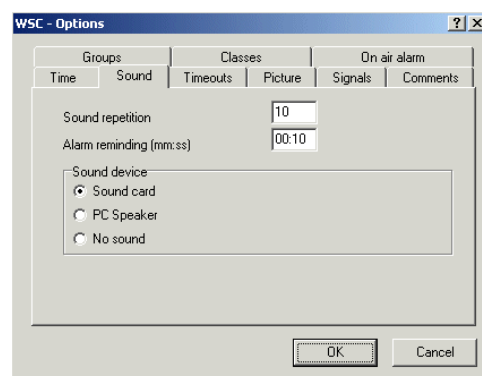 WSC - Options
Groups Classes On air alarm
Time Sound Timeouts Picture Signals Comments
Sound repetition 10
Alarm reminding (mm:ss) 00:10
Sound device
Sound card
PC Speaker
No sound
OK Cancel